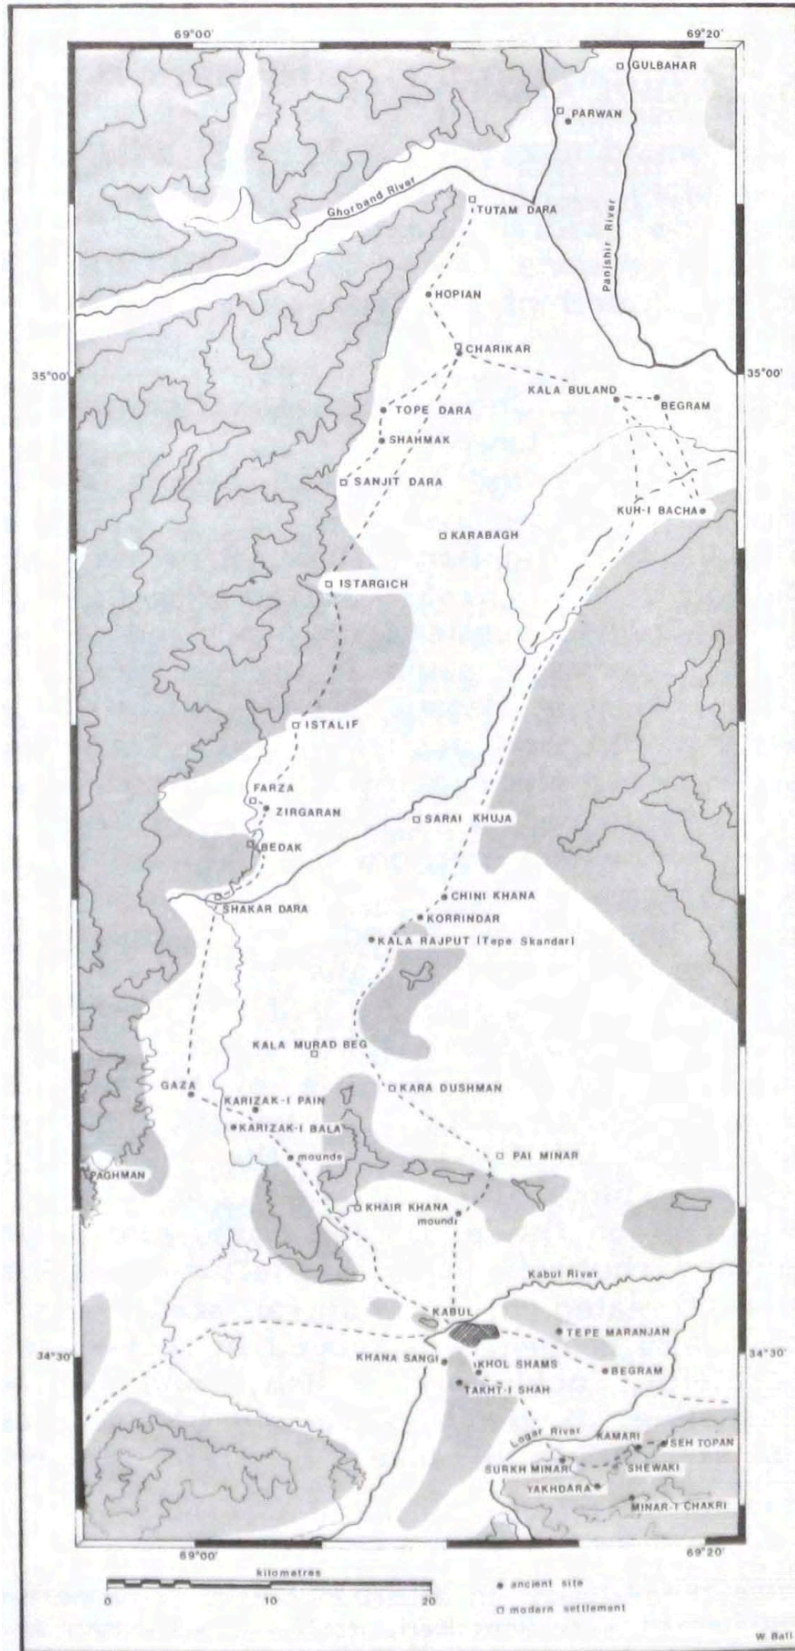 69°00'
69°20'
GULBAHAR
PARWAN
Ghorband River
TUTAM DARA
Panjshir River
HOPIAN
CHARIKAR
35°00'
35°00'
KALA BULAND
BEGRAM
TOPE DARA
SHAHMAK
SANJIT DARA
KUH-I BACHA
KARABAGH
ISTARGICH
ISTALIF
FARZA
ZIRGARAN
SARAI KHUJA
BEDAK
CHINI KHANA
SHAKAR DARA
KORRINDAR
KALA RAJPUT (Tepe Skandar)
KALA MURAD BEG
GAZA
KARA DUSHMAN
KARIZAK-I PAIN
KARIZAK-I BALA
mounds
PAI MINAR
PAGHMAN
KHAIR KHANA
mound
Kabul River
KABUL
TEPE MARANJAN
34°30'
34°30'
KHANA SANGI
KHOL SHAMS
BEGRAM
TAKHT-I SHAH
Logar River
KAMARI
SEH TOPAN
SURKH MINAR
SHEWAKI
YAKHDARA
MINAR-I CHAKRI
69°00'
69°20'
kilometres
0 10 20
ancient site
modern settlement
W. Ball